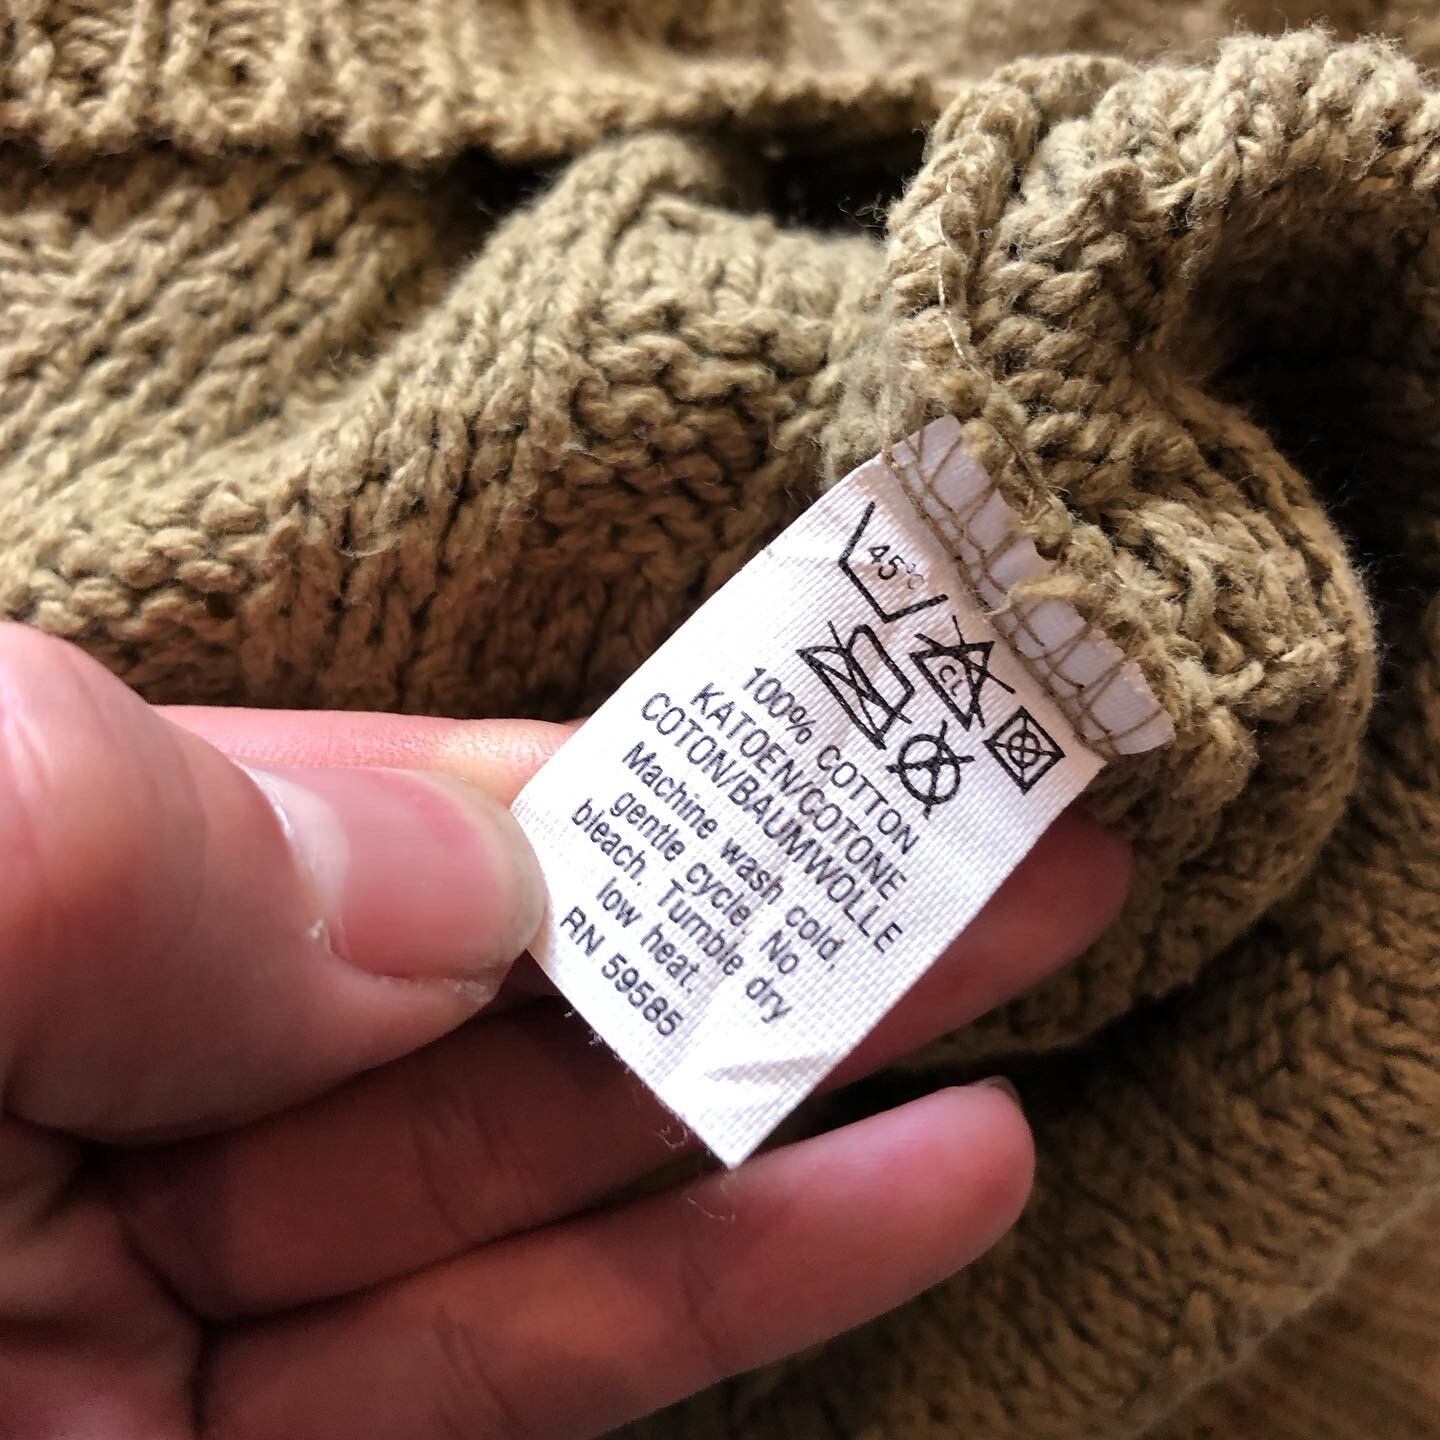 45°C
CL
100% COTTON
KATOEN/COTONE
COTON/BAUMWOLLE
Machine wash cold,
gentle cycle. No
bleach. Tumble dry
low heat.
RN 59585